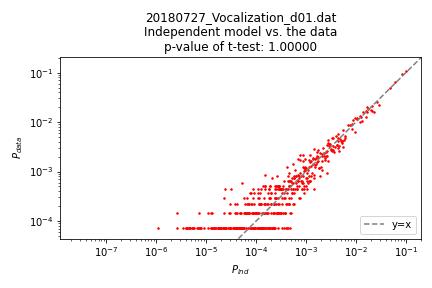 20180727_Vocalization_d01.dat
Independent model vs. the data
p-value of t-test: 1.00000
P_data
10^-1
10^-2
10^-3
10^-4
y=x
10^-7 10^-6 10^-5 10^-4 10^-3 10^-2 10^-1
P_ind